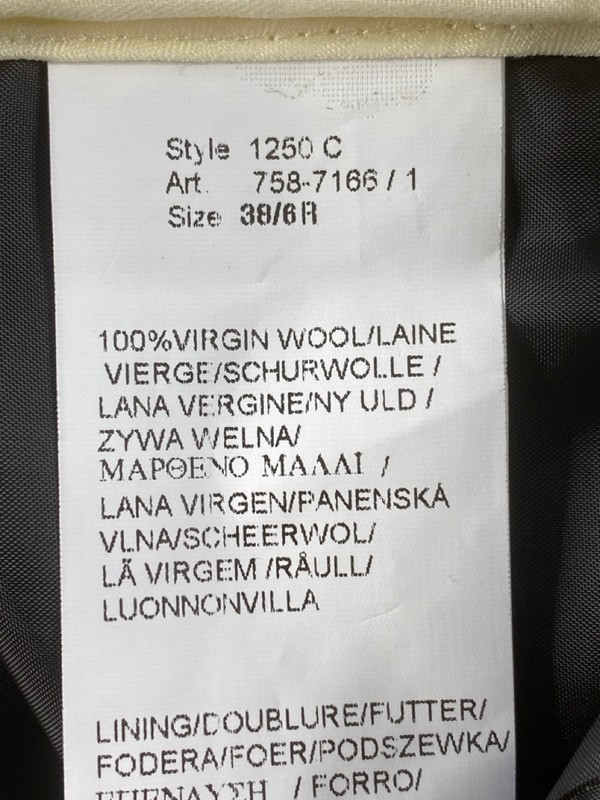 Style 1250 C
Art. 758-7166 / 1
Size 38/6R
100%VIRGIN WOOL/LAINE
VIERGE/SCHURWOLLE /
LANA VERGINE/NY ULD /
ZYWA WELNA/
ΜΑΡΘΕΝΟ ΜΑΛΛΙ /
LANA VIRGEN/PANENSKÁ
VLNA/SCHEERWOL/
LÃ VIRGEM /RÅULL/
LUONNONVILLA
LINING/DOUBLURE/FUTTER/
FODERA/FOER/PODSZEWKA/
ΕΠΕΝΔΥΣΗ / FORRO/